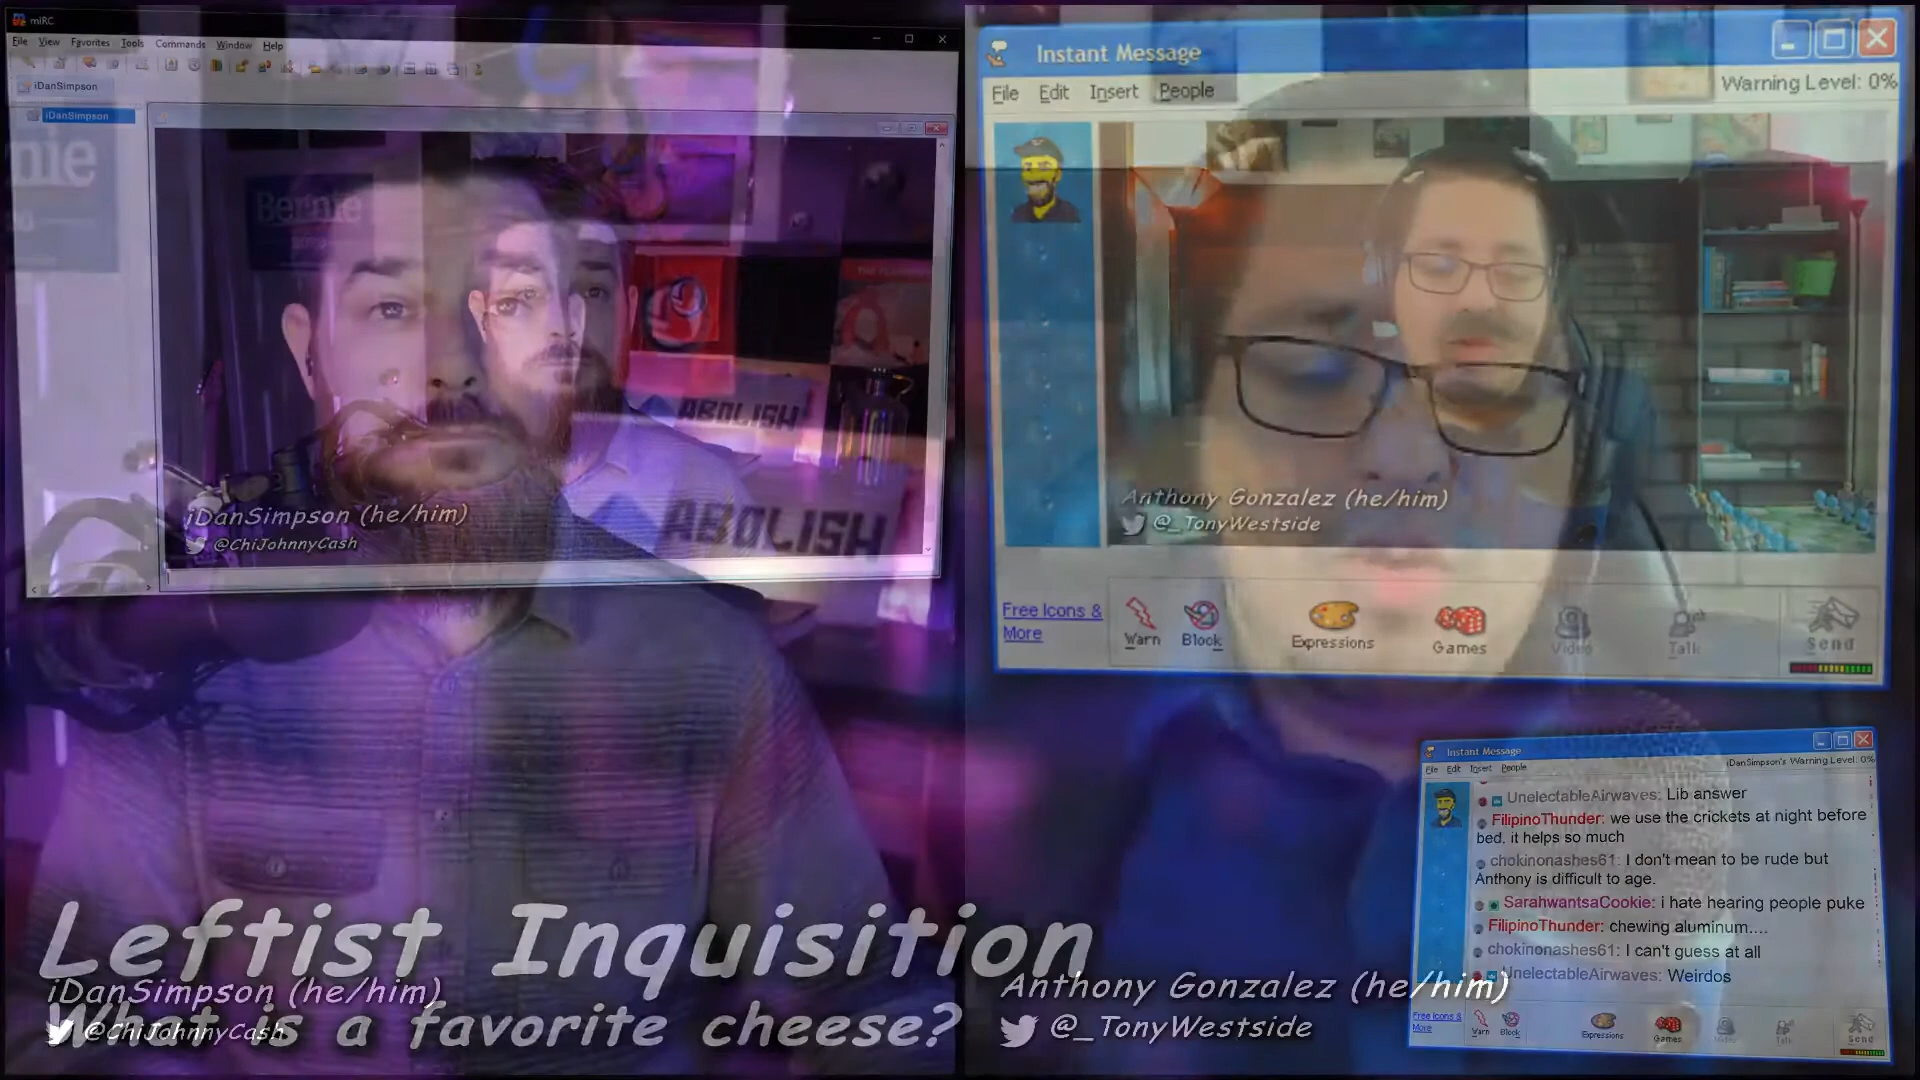 mIRC
File View Favorites Tools Commands Window Help
iDanSimpson
iDanSimpson
nie
Bernie
ABOLISH
ABOLISH
iDanSimpson (he/him)
@ChiJohnnyCash
Instant Message
File Edit Insert People
Warning Level: 0%
Anthony Gonzalez (he/him)
@_TonyWestside
Free Icons &
More
Warn Block Expressions Games Video Talk Send
Instant Message
File Edit Insert People
iDanSimpson's Warning Level: 0%
UnelectableAirwaves: Lib answer
FilipinoThunder: we use the crickets at night before
bed. it helps so much
chokinonashes61: I don't mean to be rude but
Anthony is difficult to age.
SarahwantsaCookie: i hate hearing people puke
FilipinoThunder: chewing aluminum....
chokinonashes61: I can't guess at all
UnelectableAirwaves: Weirdos
Free Icons &
More
Warn Block Expressions Games Video Talk Send
Leftist Inquisition
iDanSimpson (he/him)
What is a favorite cheese?
@ChiJohnnyCash
Anthony Gonzalez (he/him)
@_TonyWestside